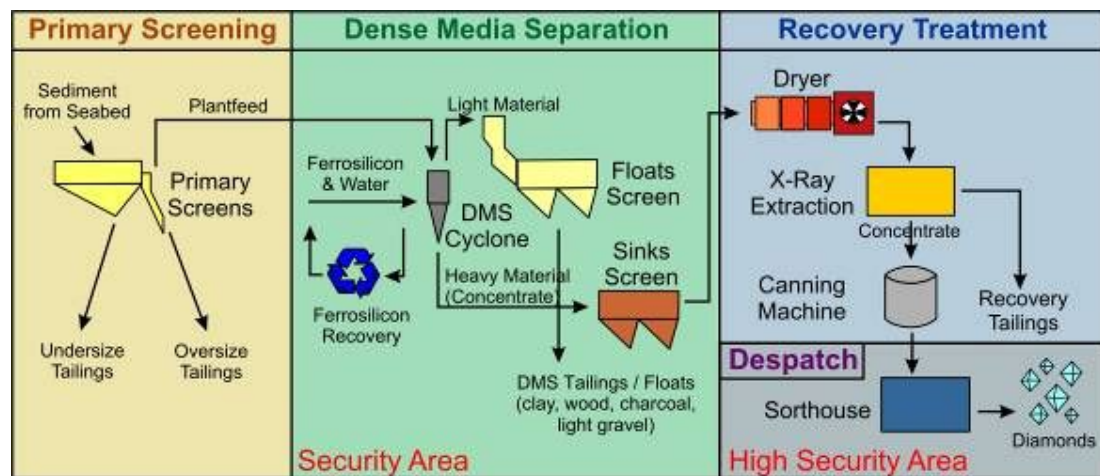 Primary Screening
Sediment
from Seabed
Plantfeed
Primary
Screens
Undersize
Tailings
Oversize
Tailings
Dense Media Separation
Light Material
Ferrosilicon
& Water
Floats
Screen
DMS
Cyclone
Sinks
Screen
Heavy Material
(Concentrate)
Ferrosilicon
Recovery
DMS Tailings / Floats
(clay, wood, charcoal,
light gravel)
Security Area
Recovery Treatment
Dryer
X-Ray
Extraction
Concentrate
Canning
Machine
Recovery
Tailings
Despatch
Sorthouse
Diamonds
High Security Area